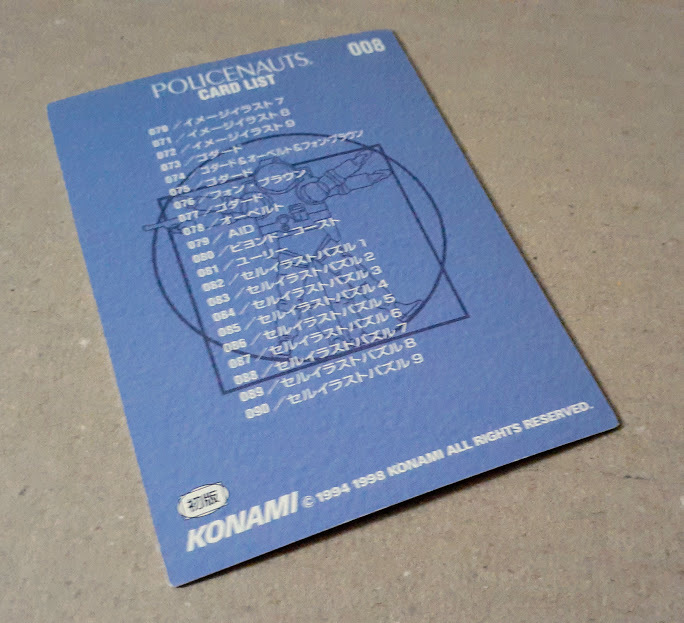 008
POLICENAUTS®
CARD LIST
070／イメージイラスト7
071／イメージイラスト8
072／イメージイラスト9
073／ゴダード
074／ゴダード&オーベルト&フォン・ブラウン
075／ゴダード
076／フォン・ブラウン
077／ゴダード
078／オーベルト
079／AID
080／ビヨンド・コースト
081／ユーリー
082／セルイラストパズル1
083／セルイラストパズル2
084／セルイラストパズル3
085／セルイラストパズル4
086／セルイラストパズル5
087／セルイラストパズル6
088／セルイラストパズル7
089／セルイラストパズル8
090／セルイラストパズル9
初版
KONAMI © 1994 1998 KONAMI ALL RIGHTS RESERVED.